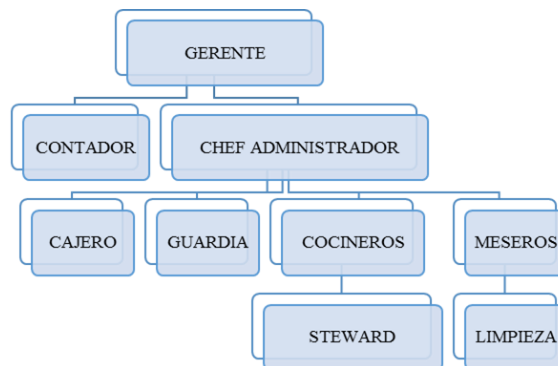 GERENTE
CONTADOR
CHEF ADMINISTRADOR
CAJERO
GUARDIA
COCINEROS
MESEROS
STEWARD
LIMPIEZA